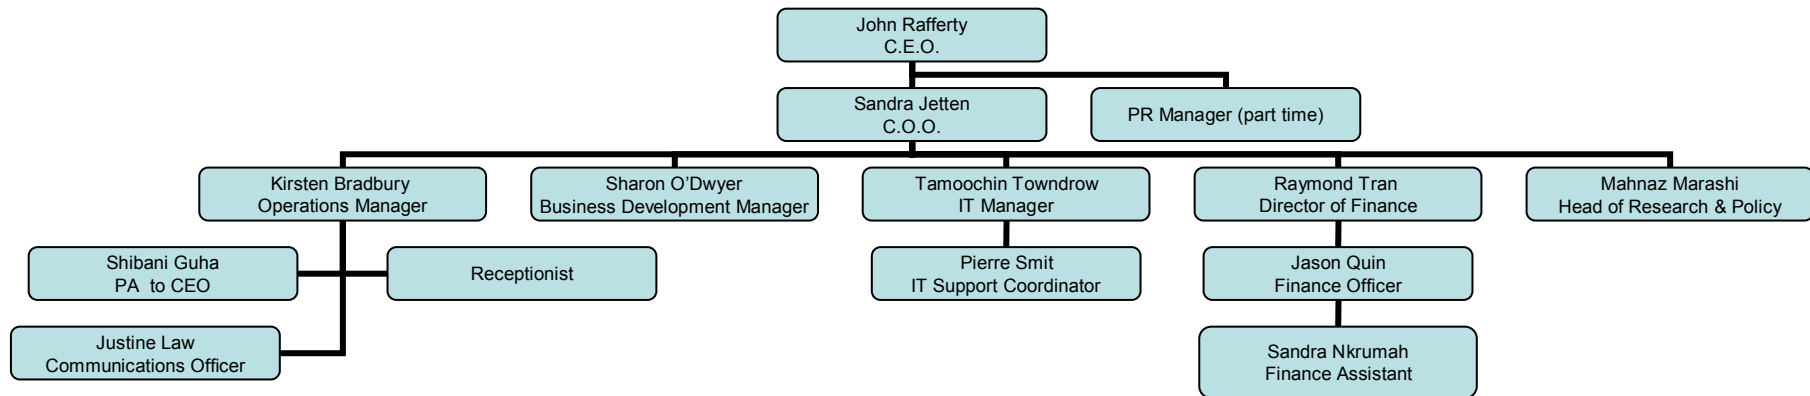 John Rafferty
C.E.O.
Sandra Jetten
C.O.O.
PR Manager (part time)
Kirsten Bradbury
Operations Manager
Sharon O’Dwyer
Business Development Manager
Tamoochin Towndrow
IT Manager
Raymond Tran
Director of Finance
Mahnaz Marashi
Head of Research & Policy
Shibani Guha
PA  to CEO
Receptionist
Pierre Smit
IT Support Coordinator
Jason Quin
Finance Officer
Justine Law
Communications Officer
Sandra Nkrumah
Finance Assistant